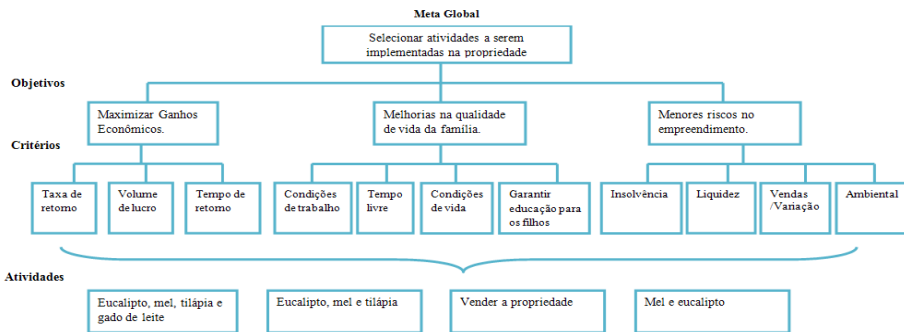 Meta Global
Selecionar atividades a serem
implementadas na propriedade
Objetivos
Maximizar Ganhos
Econômicos.
Melhorias na qualidade
de vida da família.
Menores riscos no
empreendimento.
Critérios
Taxa de
retorno
Volume
de lucro
Tempo de
retorno
Condições
de trabalho
Tempo
livre
Condições
de vida
Garantir
educação para
os filhos
Insolvência
Liquidez
Vendas
/Variação
Ambiental
Atividades
Eucalipto, mel, tilápia e
gado de leite
Eucalipto, mel e tilápia
Vender a propriedade
Mel e eucalipto